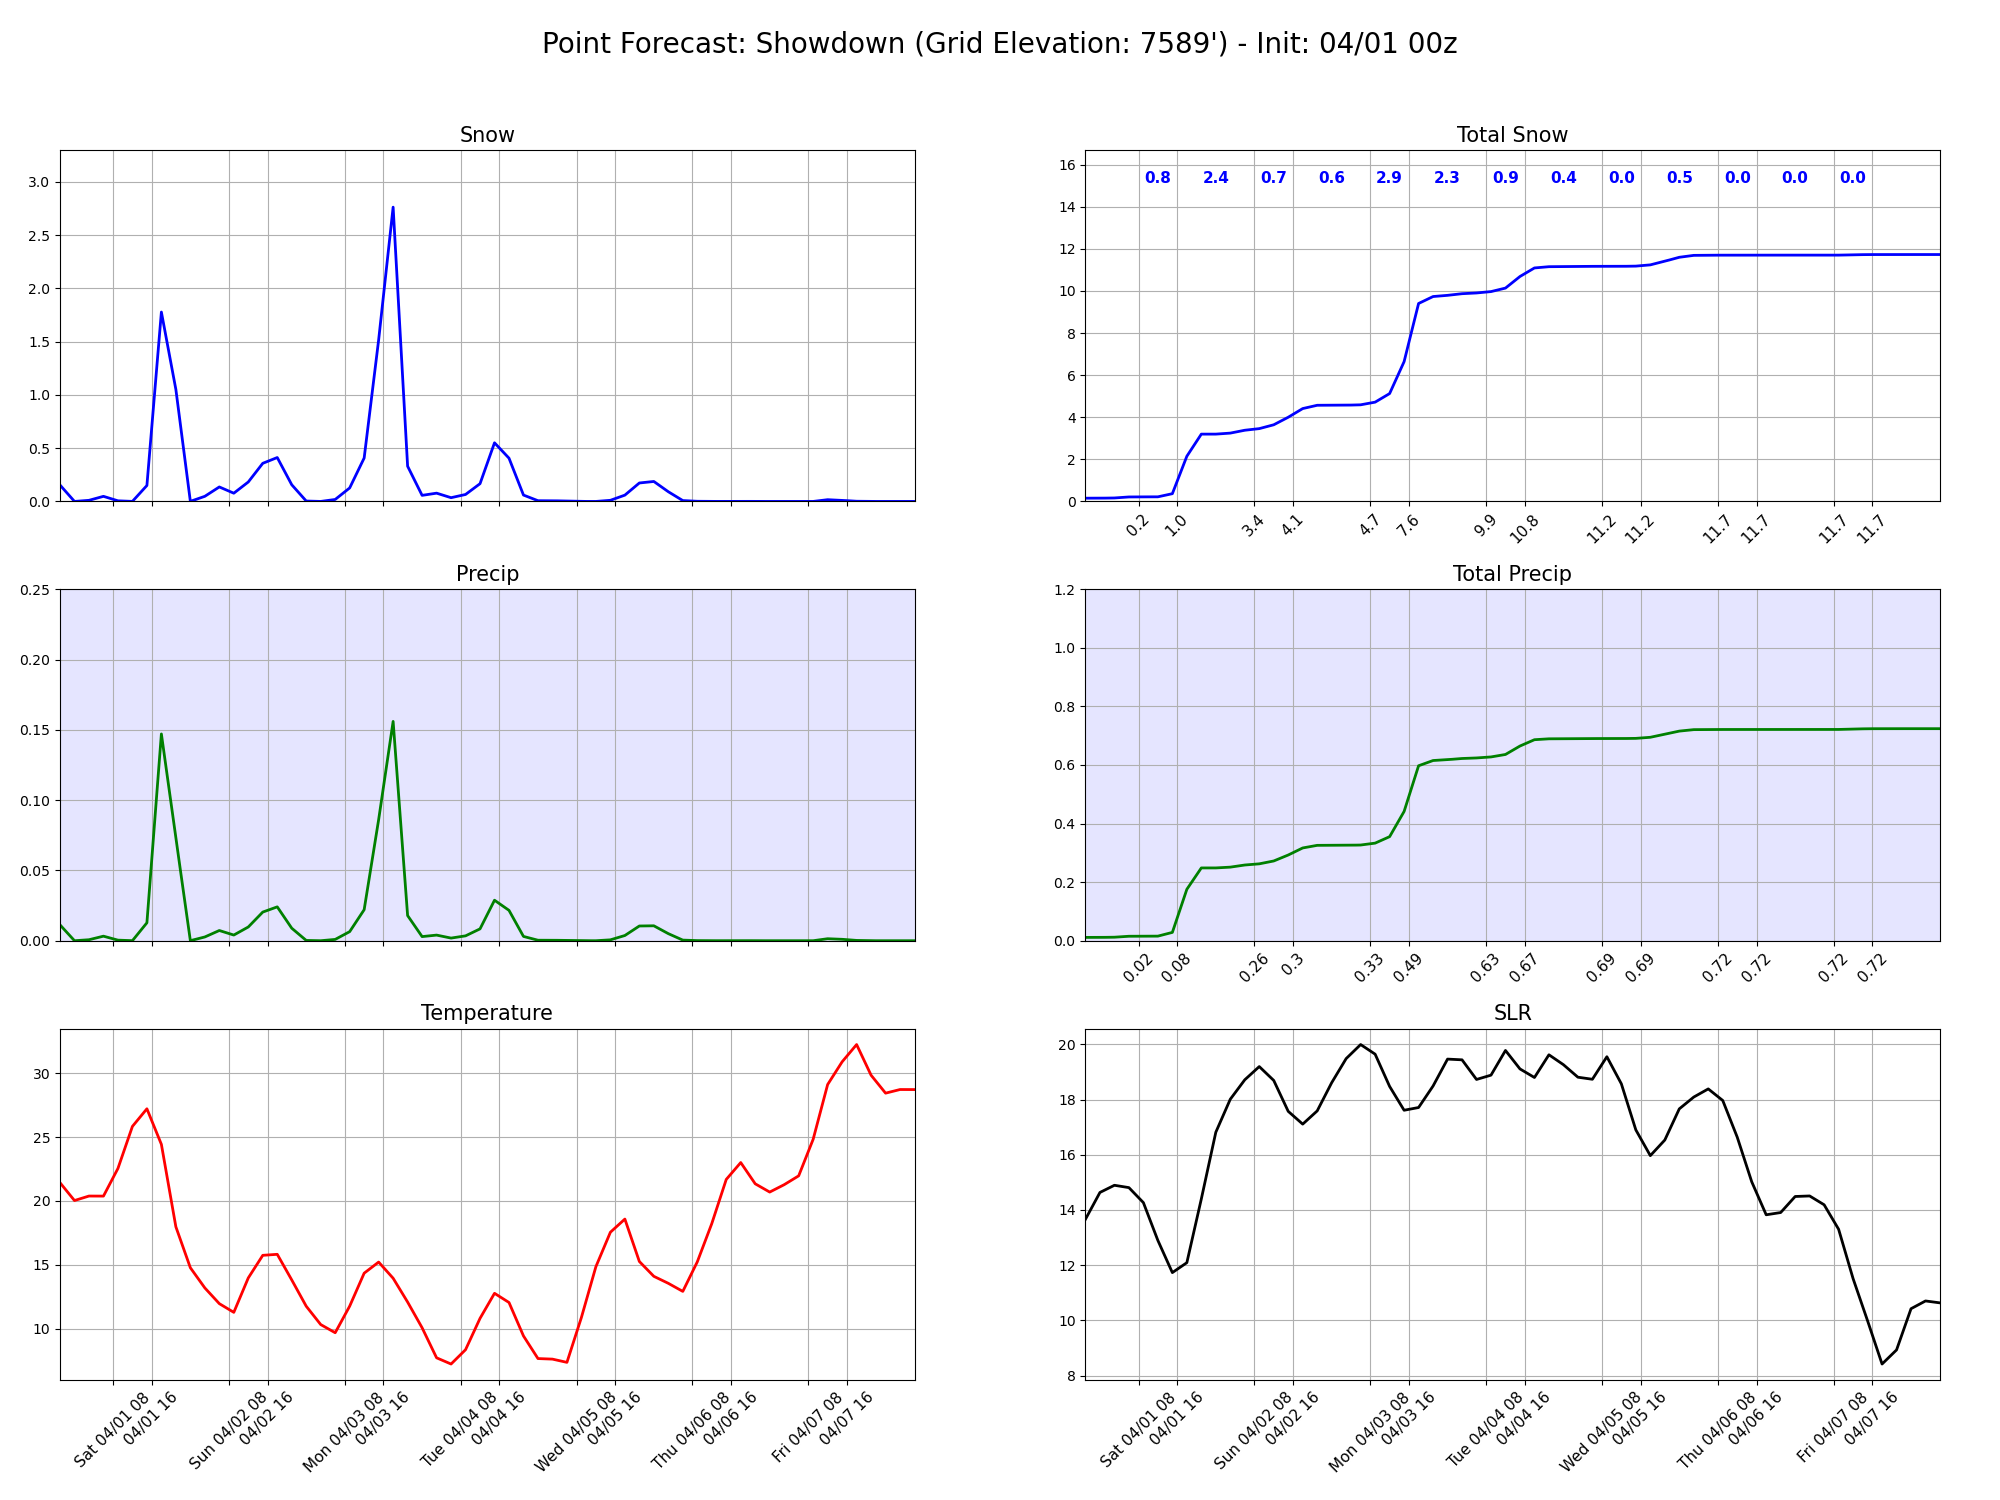 Point Forecast: Showdown (Grid Elevation: 7589') - Init: 04/01 00z
Snow
3.0
2.5
2.0
1.5
1.0
0.5
0.0
Total Snow
16
14
12
10
8
6
4
2
0
0.8 2.4 0.7 0.6 2.9 2.3 0.9 0.4 0.0 0.5 0.0 0.0 0.0
0.2 1.0 3.4 4.1 4.7 7.6 9.9 10.8 11.2 11.2 11.7 11.7 11.7 11.7
Precip
0.25
0.20
0.15
0.10
0.05
0.00
Total Precip
1.2
1.0
0.8
0.6
0.4
0.2
0.0
0.02 0.08 0.26 0.3 0.33 0.49 0.63 0.67 0.69 0.69 0.72 0.72 0.72 0.72
Temperature
30
25
20
15
10
Sat 04/01 08
04/01 16
Sun 04/02 08
04/02 16
Mon 04/03 08
04/03 16
Tue 04/04 08
04/04 16
Wed 04/05 08
04/05 16
Thu 04/06 08
04/06 16
Fri 04/07 08
04/07 16
SLR
20
18
16
14
12
10
8
Sat 04/01 08
04/01 16
Sun 04/02 08
04/02 16
Mon 04/03 08
04/03 16
Tue 04/04 08
04/04 16
Wed 04/05 08
04/05 16
Thu 04/06 08
04/06 16
Fri 04/07 08
04/07 16